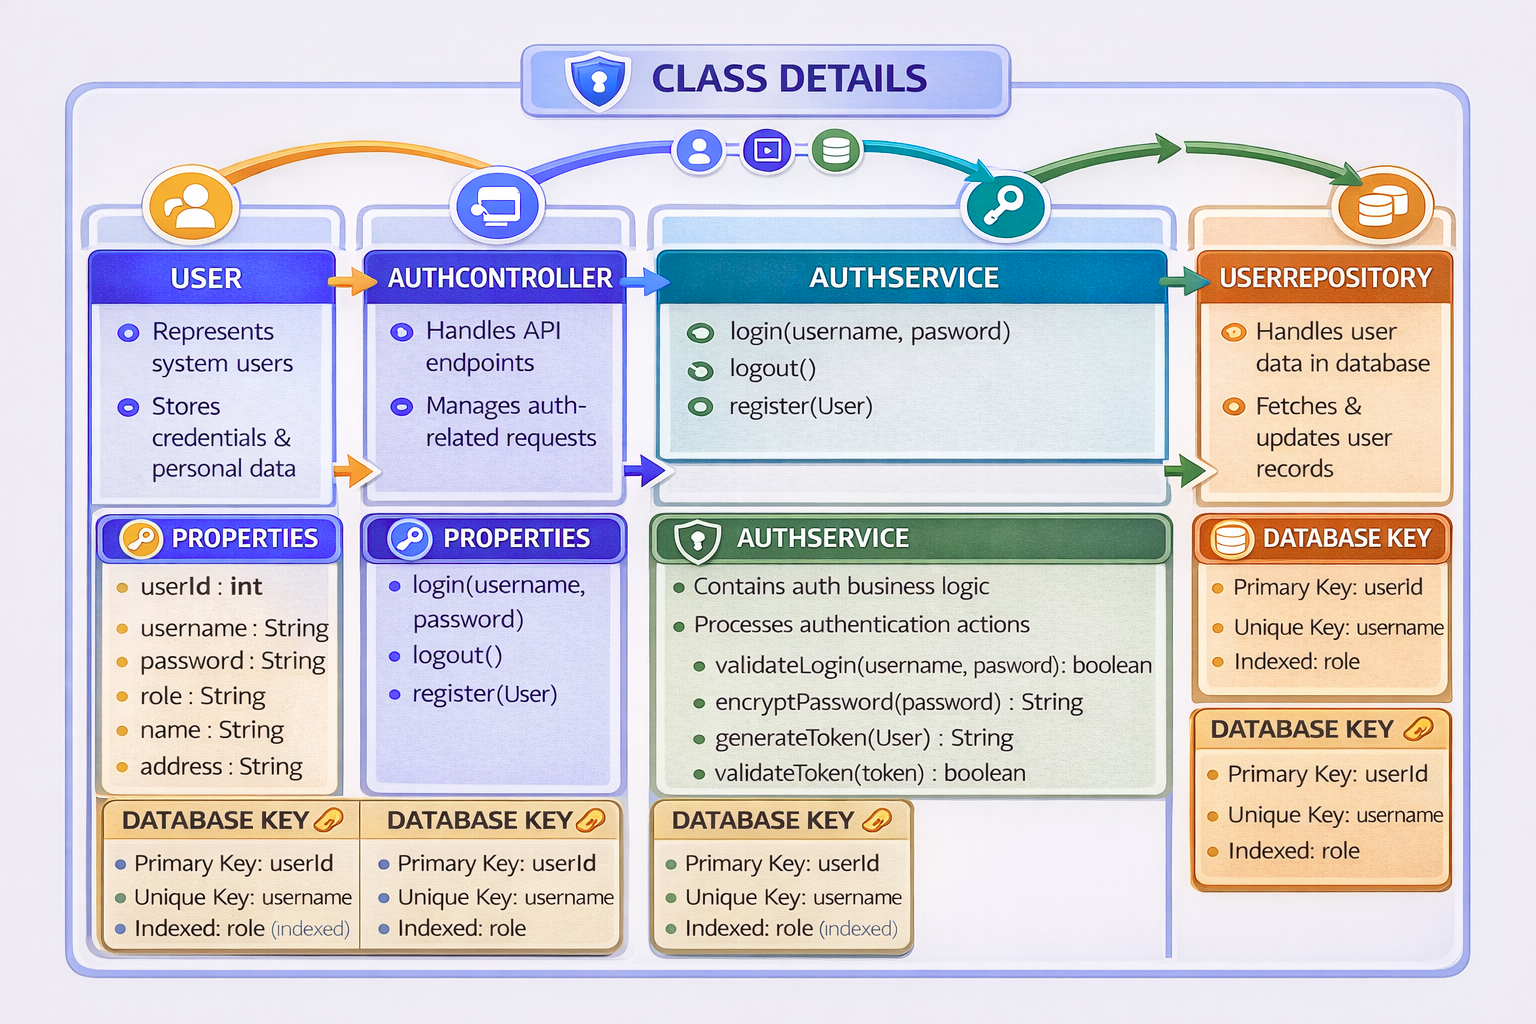 CLASS DETAILS
USER
Represents
system users
Stores
credentials &
personal data
AUTHCONTROLLER
Handles API
endpoints
Manages auth-
related requests
AUTHSERVICE
login(username, pasword)
logout()
register(User)
USERREPOSITORY
Handles user
data in database
Fetches &
updates user
records
PROPERTIES
userId : int
username : String
password : String
role : String
name : String
address : String
PROPERTIES
login(username,
password)
logout()
register(User)
AUTHSERVICE
Contains auth business logic
Processes authentication actions
validateLogin(username, pasword): boolean
encryptPassword(password) : String
generateToken(User) : String
validateToken(token) : boolean
DATABASE KEY
Primary Key: userId
Unique Key: username
Indexed: role
DATABASE KEY
Primary Key: userId
Unique Key: username
Indexed: role
DATABASE KEY
Primary Key: userId
Unique Key: username
Indexed: role (indexed)
DATABASE KEY
Primary Key: userId
Unique Key: username
Indexed: role
DATABASE KEY
Primary Key: userId
Unique Key: username
Indexed: role (indexed)